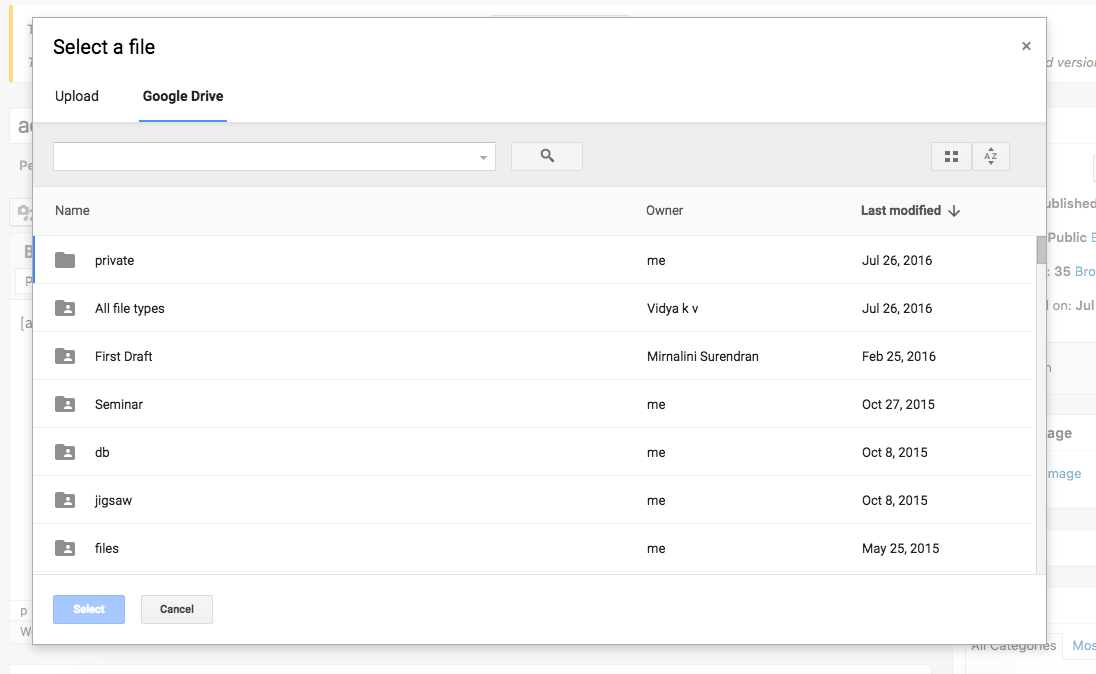 Select a file
×
Upload Google Drive
d version
Pe
AZ
Name Owner Last modified
ublished
private me Jul 26, 2016
Public E
: 35 Bro
All file types Vidya k v Jul 26, 2016
l on: Jul
[a
First Draft Mirnalini Surendran Feb 25, 2016
Seminar me Oct 27, 2015
age
db me Oct 8, 2015
mage
jigsaw me Oct 8, 2015
files me May 25, 2015
Select Cancel
p
All Categories Mos